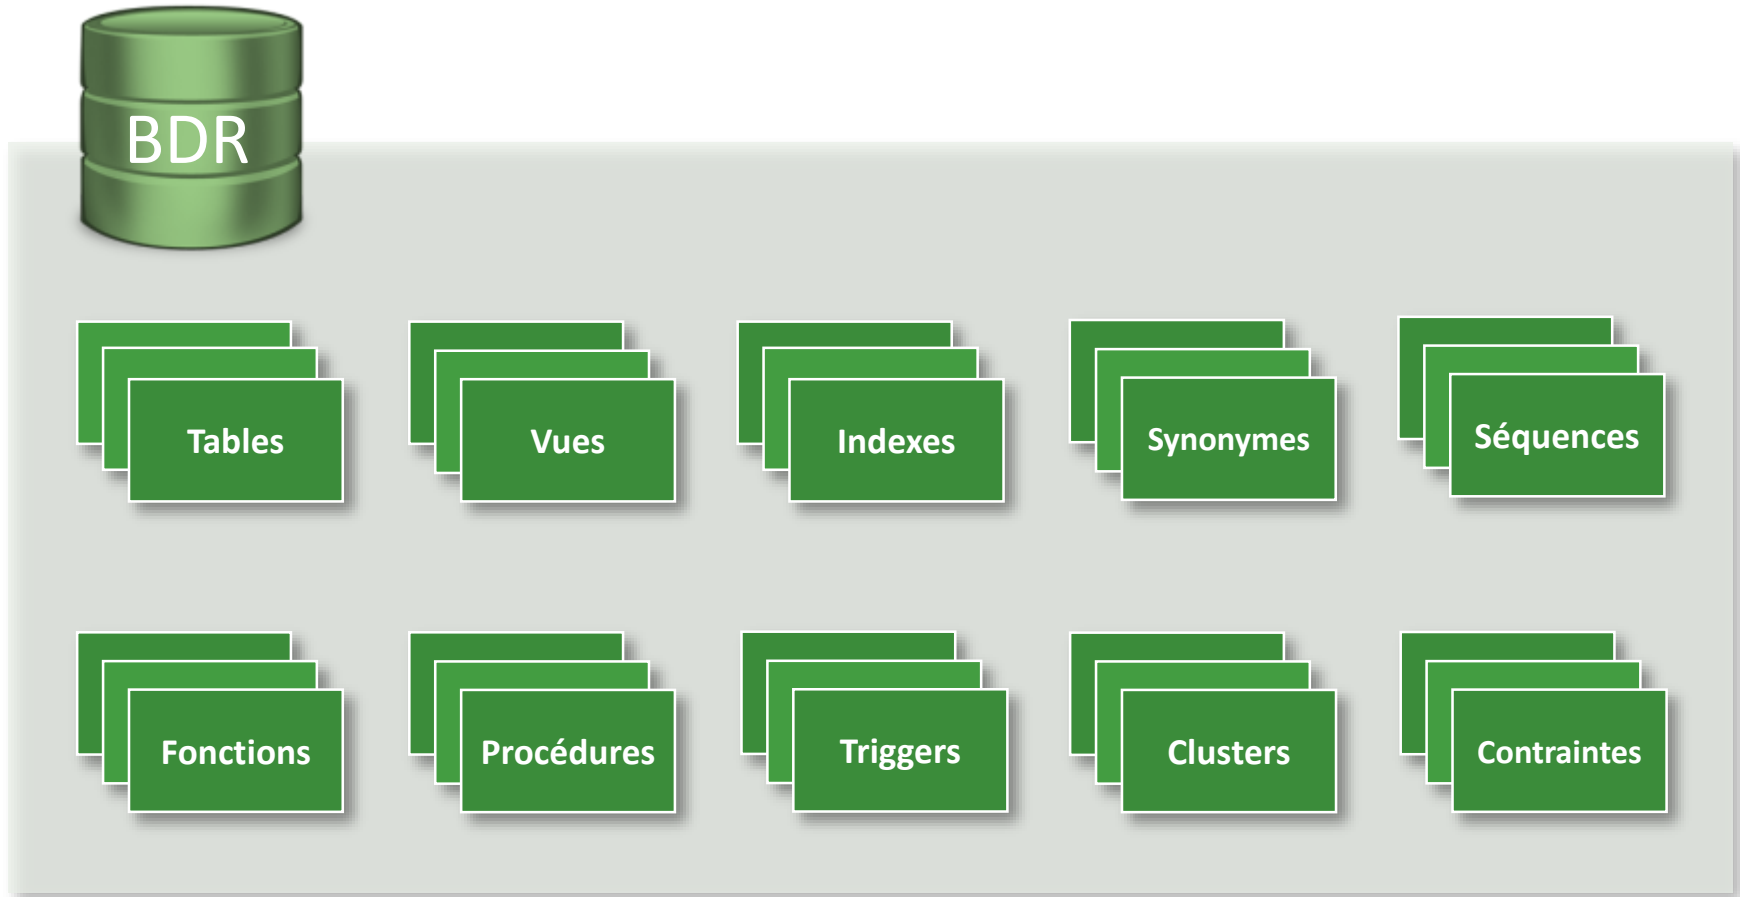 BDR
Tables
Vues
Indexes
Synonymes
Séquences
Fonctions
Procédures
Triggers
Clusters
Contraintes